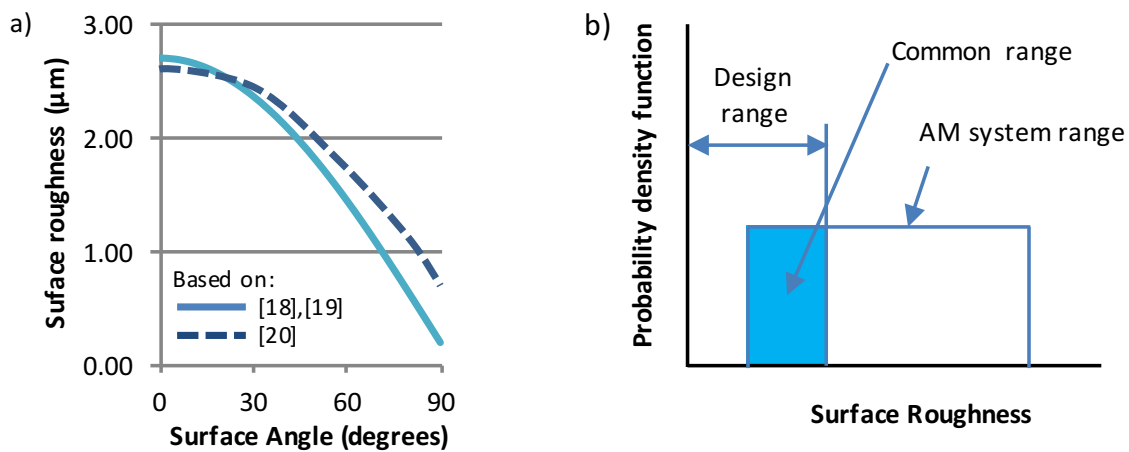 a)
3.00
2.00
1.00
0.00
Suface roughness (µm)
Based on:
[18],[19]
[20]
0 30 60 90
Surface Angle (degrees)
b)
Probability density function
Design
range
Common range
AM system range
Surface Roughness